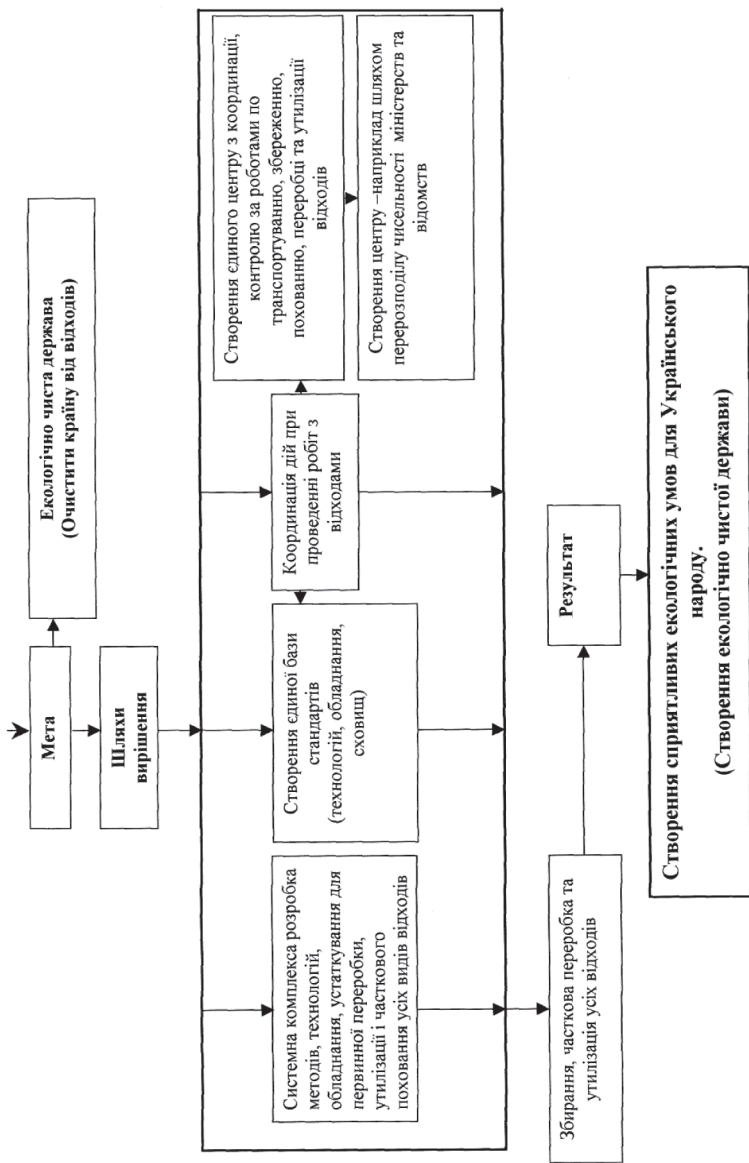 Мета
Екологічно чиста держава
(Очистити країну від відходів)
Шляхи
вирішення
Системна комплекса розробка
методів, технологій,
обладнання, устаткування для
первинної переробки,
утилізації і часткового
поховання усіх видів відходів
Створення єдиної бази
стандартів
(технологій, обладнання,
сховищ)
Координація дій при
проведенні робіт з
відходами
Створення єдиного центру з координації,
контролю за роботами по
транспортуванню, збереженню,
похованню, переробці та утилізації
відходів
Створення центру –наприклад шляхом
перерозподілу чисельності міністерств та
відомств
Збирання, часткова переробка та
утилізація усіх відходів
Результат
Створення сприятливих екологічних умов для Українського
народу.
(Створення екологічно чистої держави)